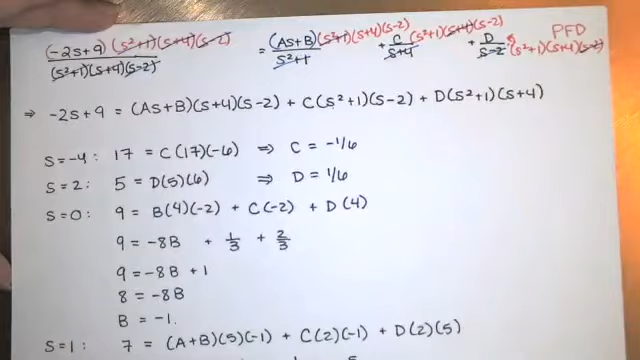 PFD
(-2s+9)(s²+1)(s+4)(s-2) / (s²+1)(s+4)(s-2) = (As+B)(s²+1)(s+4)(s-2) / s²+1 + C(s²+1)(s+4)(s-2) / s+4 + D(s²+1)(s+4)(s-2) / s-2
⇒ -2s+9 = (As+B)(s+4)(s-2) + C(s²+1)(s-2) + D(s²+1)(s+4)
s=-4: 17 = C(17)(-6) ⇒ C = -1/6
s=2: 5 = D(5)(6) ⇒ D = 1/6
s=0: 9 = B(4)(-2) + C(-2) + D(4)
9 = -8B + 1/3 + 2/3
9 = -8B + 1
8 = -8B
B = -1.
s=1: 7 = (A+B)(5)(-1) + C(2)(-1) + D(2)(5)